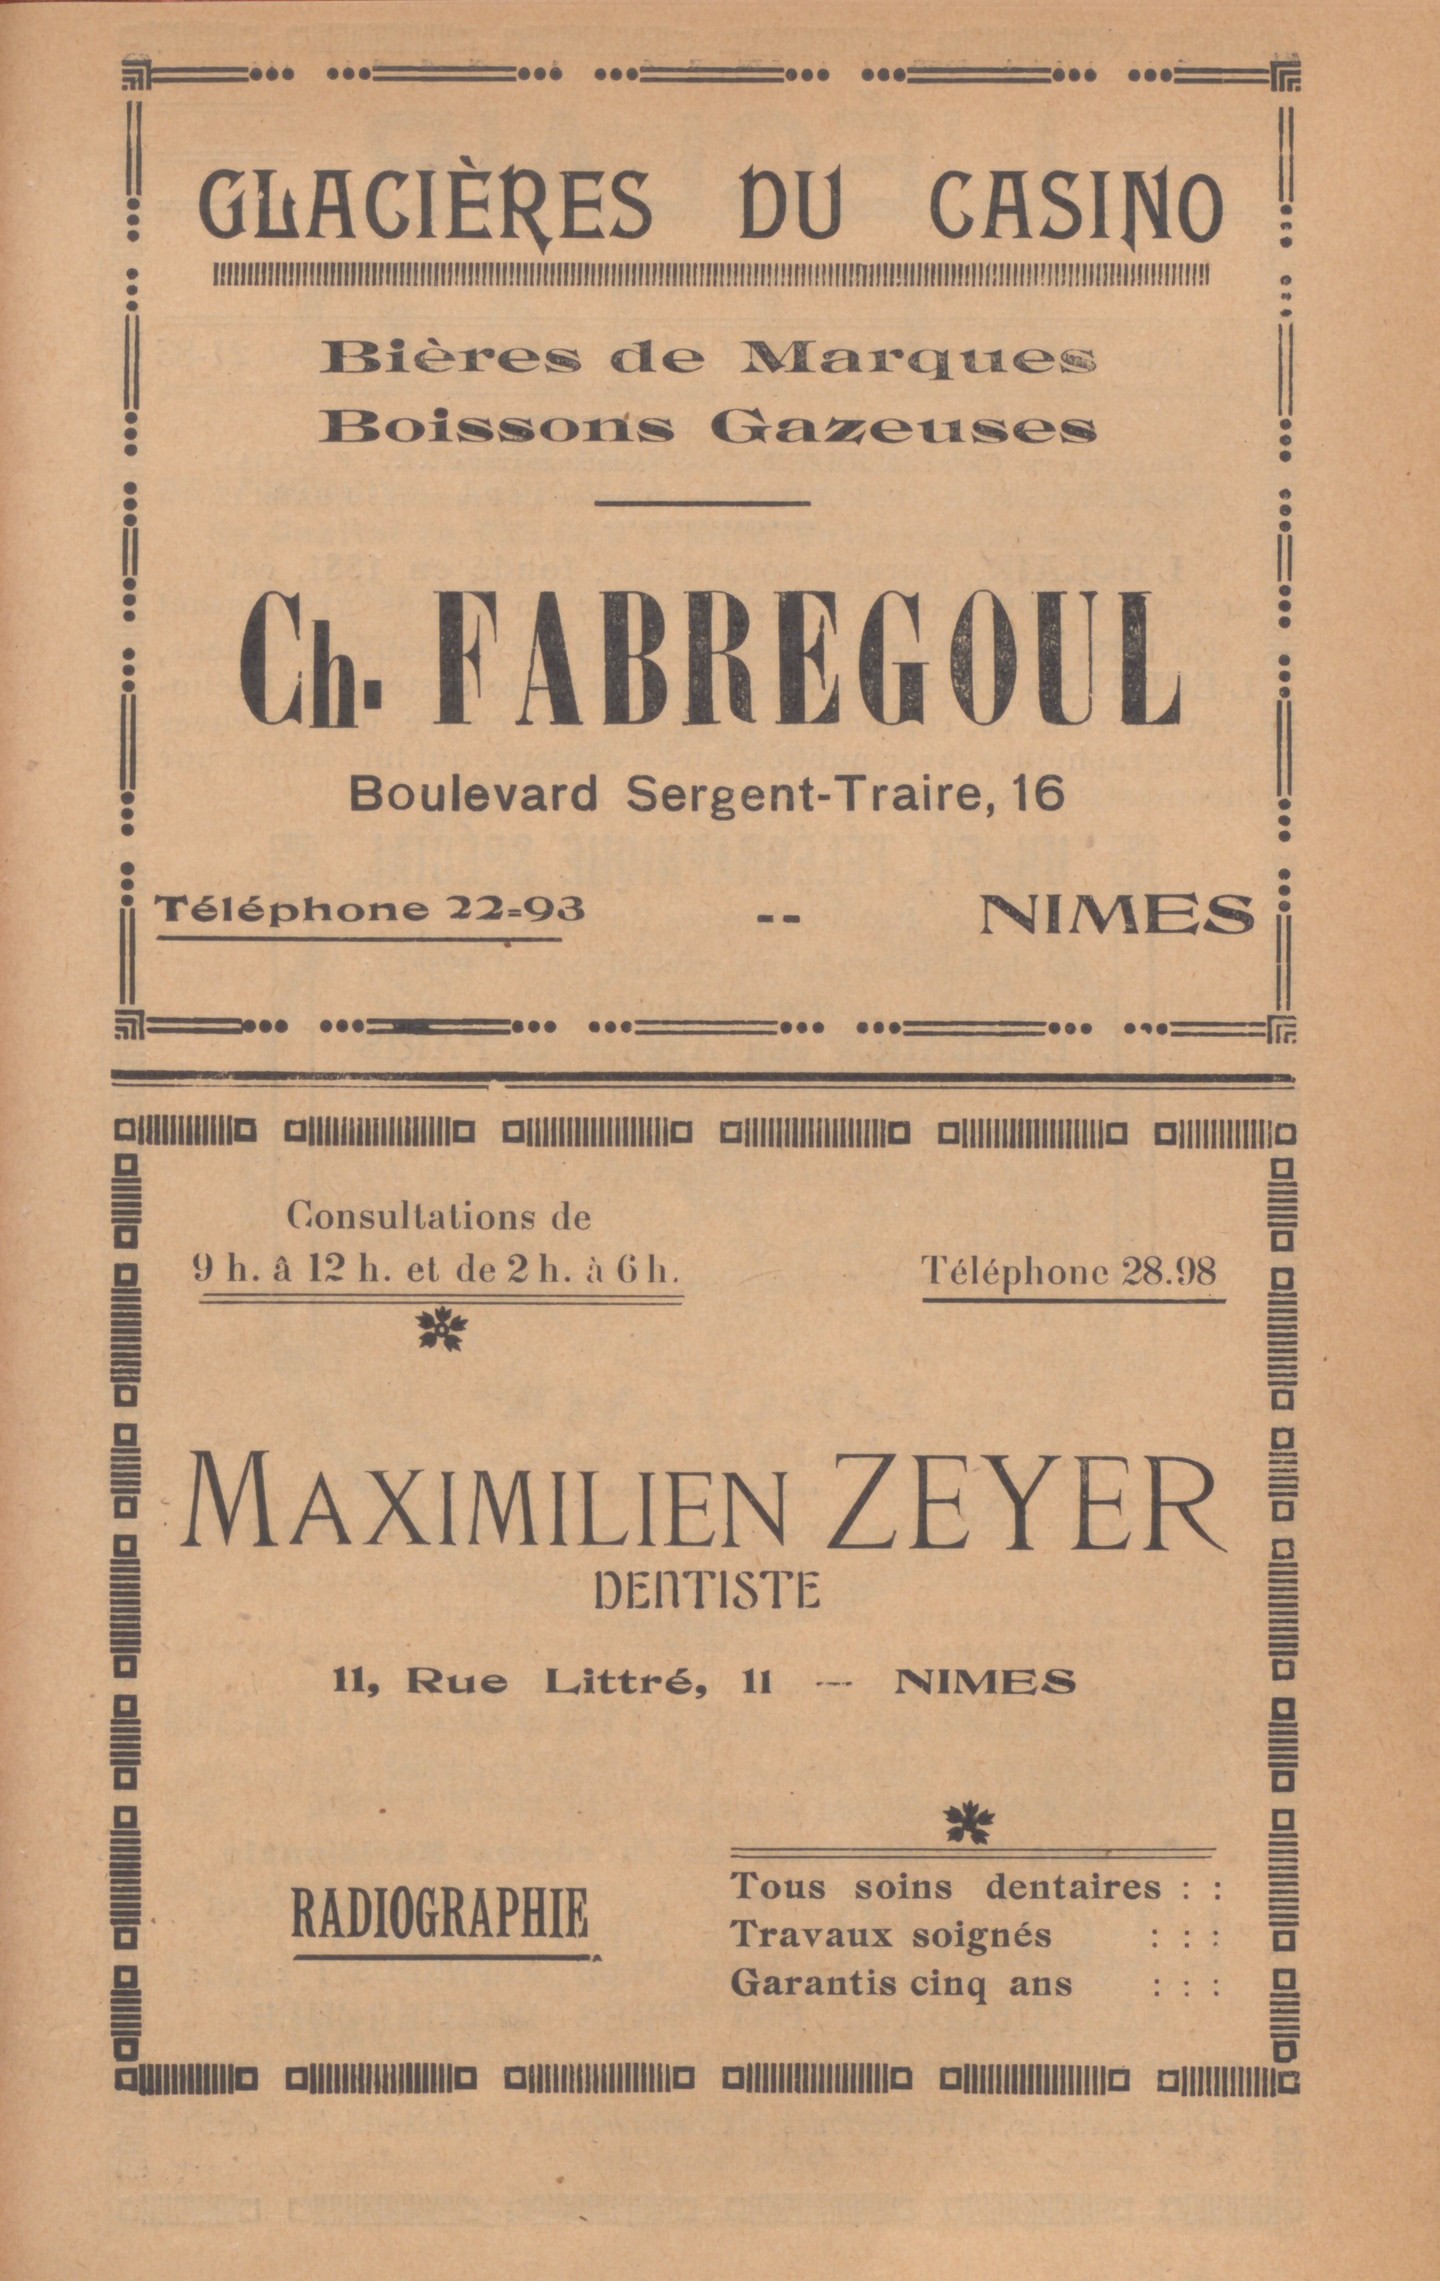 GLACIÈRES DU CASINO
Bières de Marques
Boissons Gazeuses
Ch. FABREGOUL
Boulevard Sergent-Traire, 16
Téléphone 22=93 -- NIMES
Consultations de
9 h. â 12 h. et de 2 h. à 6 h.
Téléphone 28.98
MAXIMILIEN ZEYER
DENTISTE
11, Rue Littré, 11 -- NIMES
RADIOGRAPHIE
Tous soins dentaires : :
Travaux soignés : : :
Garantis cinq ans : : :